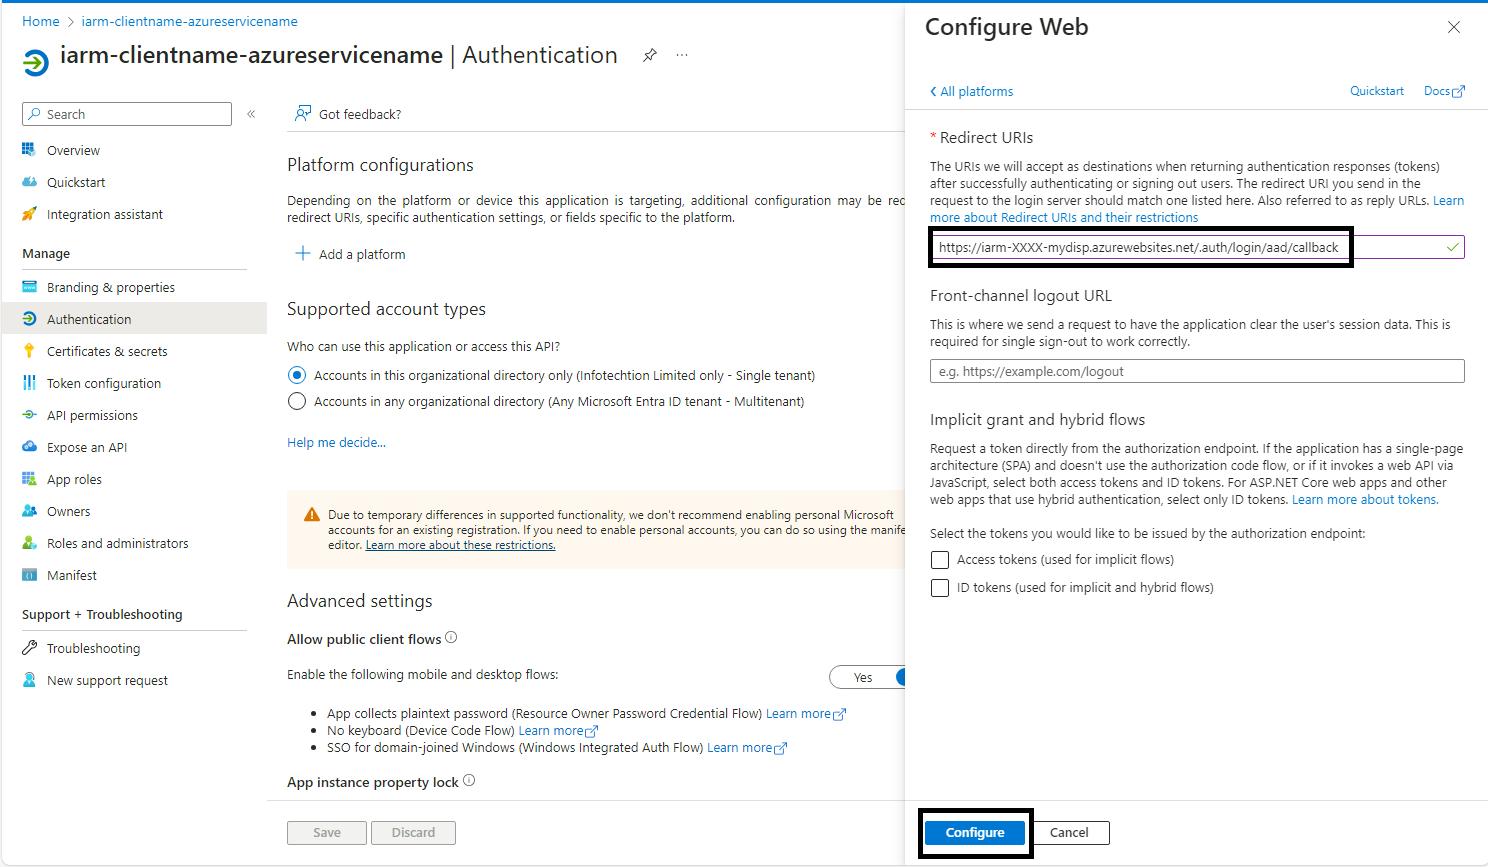 Home > iarm-clientname-azureservicename
iarm-clientname-azureservicename | Authentication
Search
«
Overview
Quickstart
Integration assistant
Manage
Branding & properties
Authentication
Certificates & secrets
Token configuration
API permissions
Expose an API
App roles
Owners
Roles and administrators
Manifest
Support + Troubleshooting
Troubleshooting
New support request
Got feedback?
Platform configurations
Depending on the platform or device this application is targeting, additional configuration may be req
redirect URIs, specific authentication settings, or fields specific to the platform.
Add a platform
Supported account types
Who can use this application or access this API?
Accounts in this organizational directory only (Infotechtion Limited only - Single tenant)
Accounts in any organizational directory (Any Microsoft Entra ID tenant - Multitenant)
Help me decide...
Due to temporary differences in supported functionality, we don't recommend enabling personal Microsoft
accounts for an existing registration. If you need to enable personal accounts, you can do so using the manife
editor. Learn more about these restrictions.
Advanced settings
Allow public client flows
Enable the following mobile and desktop flows:
Yes
• App collects plaintext password (Resource Owner Password Credential Flow) Learn more
• No keyboard (Device Code Flow) Learn more
• SSO for domain-joined Windows (Windows Integrated Auth Flow) Learn more
App instance property lock
Save
Discard
Configure Web
All platforms
Quickstart
Docs
* Redirect URIs
The URIs we will accept as destinations when returning authentication responses (tokens)
after successfully authenticating or signing out users. The redirect URI you send in the
request to the login server should match one listed here. Also referred to as reply URLs. Learn
more about Redirect URIs and their restrictions
https://iarm-XXXX-mydisp.azurewebsites.net/.auth/login/aad/callback
Front-channel logout URL
This is where we send a request to have the application clear the user's session data. This is
required for single sign-out to work correctly.
e.g. https://example.com/logout
Implicit grant and hybrid flows
Request a token directly from the authorization endpoint. If the application has a single-page
architecture (SPA) and doesn't use the authorization code flow, or if it invokes a web API via
JavaScript, select both access tokens and ID tokens. For ASP.NET Core web apps and other
web apps that use hybrid authentication, select only ID tokens. Learn more about tokens.
Select the tokens you would like to be issued by the authorization endpoint:
Access tokens (used for implicit flows)
ID tokens (used for implicit and hybrid flows)
Configure
Cancel